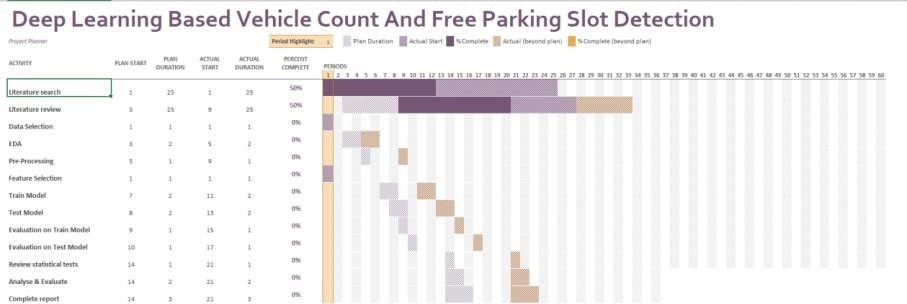 Deep Learning Based Vehicle Count And Free Parking Slot Detection
Project Planner Period Highlight: 1 Plan Duration Actual Start % Complete Actual (beyond plan) % Complete (beyond plan)
ACTIVITY PLAN START PLAN DURATION ACTUAL START ACTUAL DURATION PERCENT COMPLETE PERIODS
1 2 3 4 5 6 7 8 9 10 11 12 13 14 15 16 17 18 19 20 21 22 23 24 25 26 27 28 29 30 31 32 33 34 35 36 37 38 39 40 41 42 43 44 45 46 47 48 49 50 51 52 53 54 55 56 57 58 59 60
Literature search 1 25 1 25 50%
Literature review 3 25 9 25 50%
Data Selection 1 1 1 1 0%
EDA 3 2 5 2 0%
Pre-Processing 5 1 9 1 0%
Feature Selection 1 1 1 1 0%
Train Model 7 2 11 2 0%
Test Model 8 2 13 2 0%
Evaluation on Train Model 9 1 15 1 0%
Evaluation on Test Model 10 1 17 1 0%
Review statistical tests 14 1 21 1 0%
Analyse & Evaluate 14 2 21 2 0%
Complete report 14 3 21 3 0%